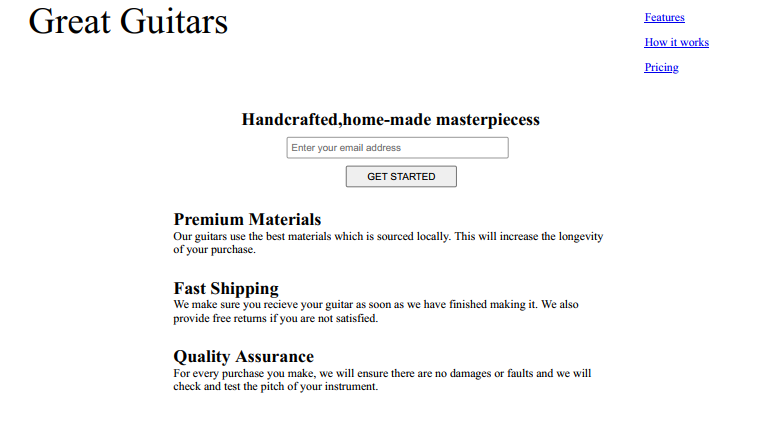 Great Guitars
Features
How it works
Pricing
Handcrafted,home-made masterpiecess
Enter your email address
GET STARTED
Premium Materials
Our guitars use the best materials which is sourced locally. This will increase the longevity
of your purchase.
Fast Shipping
We make sure you recieve your guitar as soon as we have finished making it. We also
provide free returns if you are not satisfied.
Quality Assurance
For every purchase you make, we will ensure there are no damages or faults and we will
check and test the pitch of your instrument.